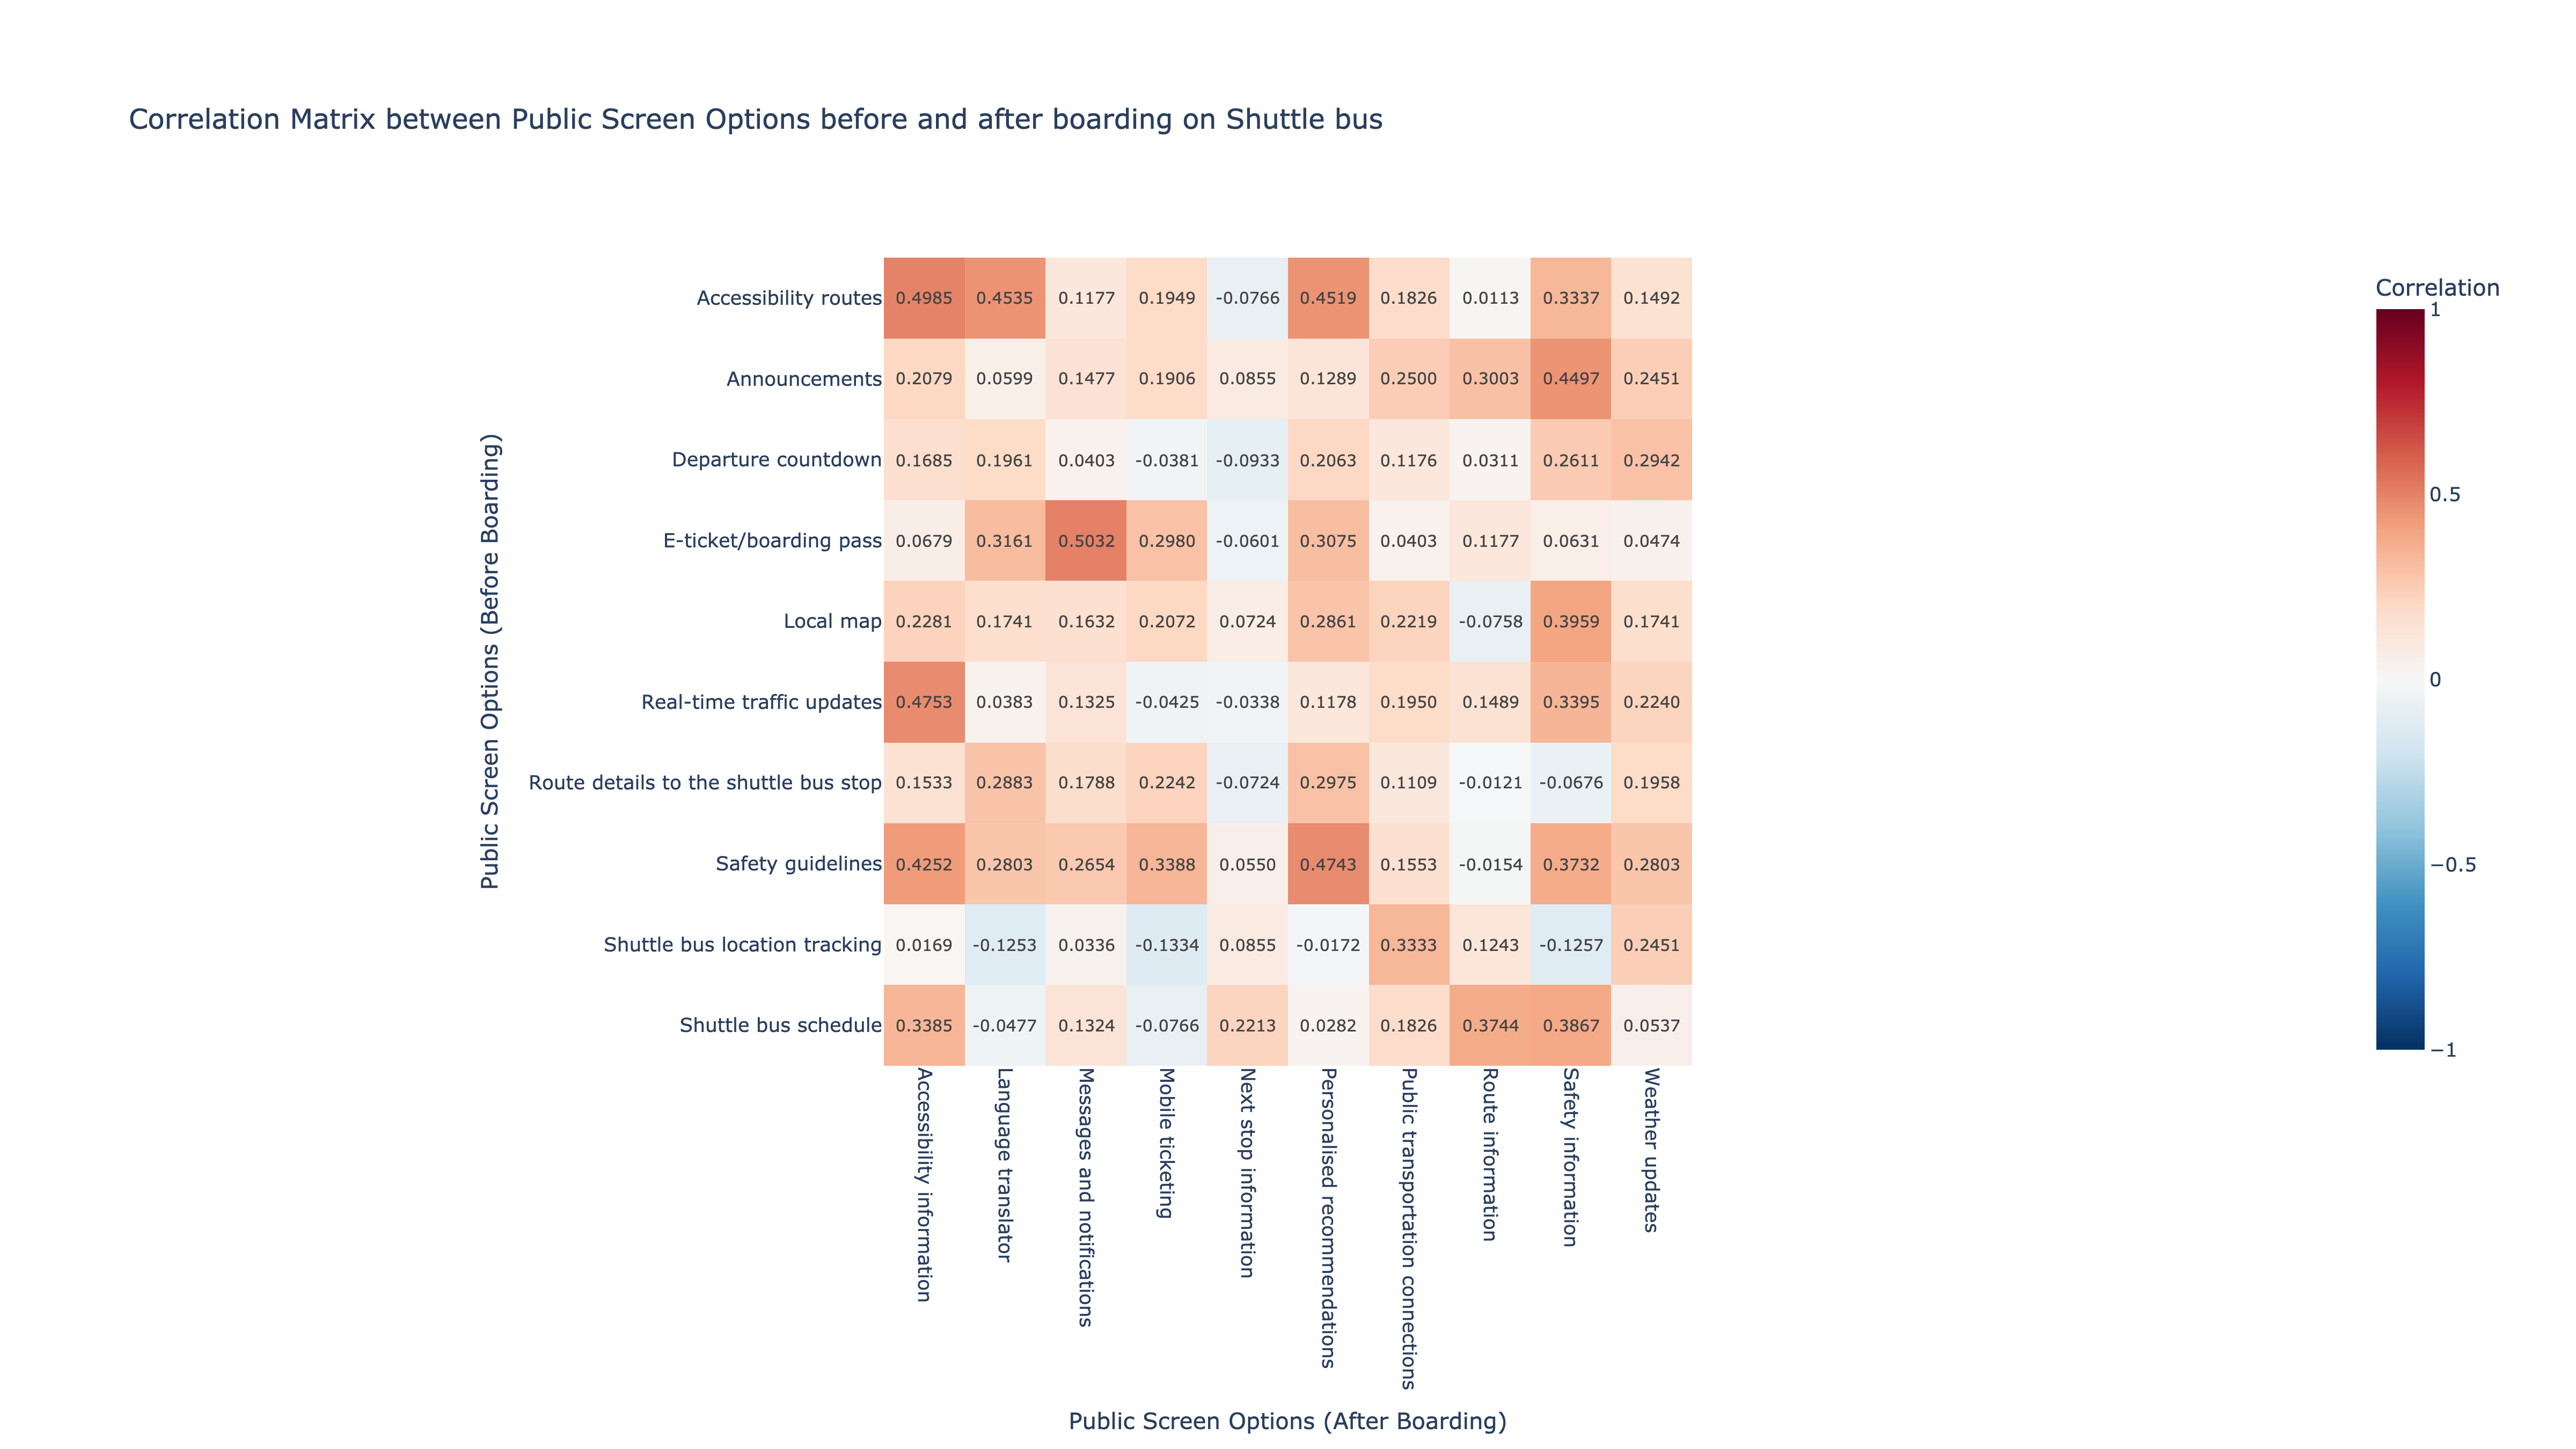 Correlation Matrix between Public Screen Options before and after boarding on Shuttle bus
Public Screen Options (Before Boarding)
Accessibility routes 0.4985 0.4535 0.1177 0.1949 -0.0766 0.4519 0.1826 0.0113 0.3337 0.1492
Announcements 0.2079 0.0599 0.1477 0.1906 0.0855 0.1289 0.2500 0.3003 0.4497 0.2451
Departure countdown 0.1685 0.1961 0.0403 -0.0381 -0.0933 0.2063 0.1176 0.0311 0.2611 0.2942
E-ticket/boarding pass 0.0679 0.3161 0.5032 0.2980 -0.0601 0.3075 0.0403 0.1177 0.0631 0.0474
Local map 0.2281 0.1741 0.1632 0.2072 0.0724 0.2861 0.2219 -0.0758 0.3959 0.1741
Real-time traffic updates 0.4753 0.0383 0.1325 -0.0425 -0.0338 0.1178 0.1950 0.1489 0.3395 0.2240
Route details to the shuttle bus stop 0.1533 0.2883 0.1788 0.2242 -0.0724 0.2975 0.1109 -0.0121 -0.0676 0.1958
Safety guidelines 0.4252 0.2803 0.2654 0.3388 0.0550 0.4743 0.1553 -0.0154 0.3732 0.2803
Shuttle bus location tracking 0.0169 -0.1253 0.0336 -0.1334 0.0855 -0.0172 0.3333 0.1243 -0.1257 0.2451
Shuttle bus schedule 0.3385 -0.0477 0.1324 -0.0766 0.2213 0.0282 0.1826 0.3744 0.3867 0.0537
Accessibility information
Language translator
Messages and notifications
Mobile ticketing
Next stop information
Personalised recommendations
Public transportation connections
Route information
Safety information
Weather updates
Public Screen Options (After Boarding)
Correlation
1
0.5
0
−0.5
−1